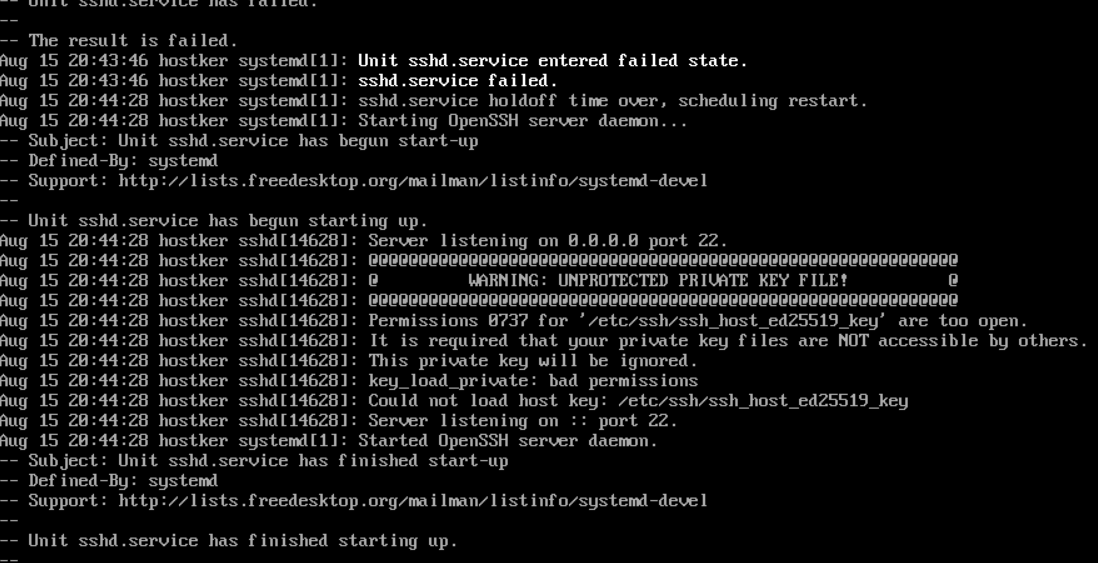 -- Unit sshd.service has failed.
--
-- The result is failed.
Aug 15 20:43:46 hostker systemd[1]: Unit sshd.service entered failed state.
Aug 15 20:43:46 hostker systemd[1]: sshd.service failed.
Aug 15 20:44:28 hostker systemd[1]: sshd.service holdoff time over, scheduling restart.
Aug 15 20:44:28 hostker systemd[1]: Starting OpenSSH server daemon...
-- Subject: Unit sshd.service has begun start-up
-- Defined-By: systemd
-- Support: http://lists.freedesktop.org/mailman/listinfo/systemd-devel
--
-- Unit sshd.service has begun starting up.
Aug 15 20:44:28 hostker sshd[14628]: Server listening on 0.0.0.0 port 22.
Aug 15 20:44:28 hostker sshd[14628]: @@@@@@@@@@@@@@@@@@@@@@@@@@@@@@@@@@@@@@@@@@@@@@@@@@@@@@@@@@@
Aug 15 20:44:28 hostker sshd[14628]: @         WARNING: UNPROTECTED PRIVATE KEY FILE!          @
Aug 15 20:44:28 hostker sshd[14628]: @@@@@@@@@@@@@@@@@@@@@@@@@@@@@@@@@@@@@@@@@@@@@@@@@@@@@@@@@@@
Aug 15 20:44:28 hostker sshd[14628]: Permissions 0737 for '/etc/ssh/ssh_host_ed25519_key' are too open.
Aug 15 20:44:28 hostker sshd[14628]: It is required that your private key files are NOT accessible by others.
Aug 15 20:44:28 hostker sshd[14628]: This private key will be ignored.
Aug 15 20:44:28 hostker sshd[14628]: key_load_private: bad permissions
Aug 15 20:44:28 hostker sshd[14628]: Could not load host key: /etc/ssh/ssh_host_ed25519_key
Aug 15 20:44:28 hostker sshd[14628]: Server listening on :: port 22.
Aug 15 20:44:28 hostker systemd[1]: Started OpenSSH server daemon.
-- Subject: Unit sshd.service has finished start-up
-- Defined-By: systemd
-- Support: http://lists.freedesktop.org/mailman/listinfo/systemd-devel
--
-- Unit sshd.service has finished starting up.
--